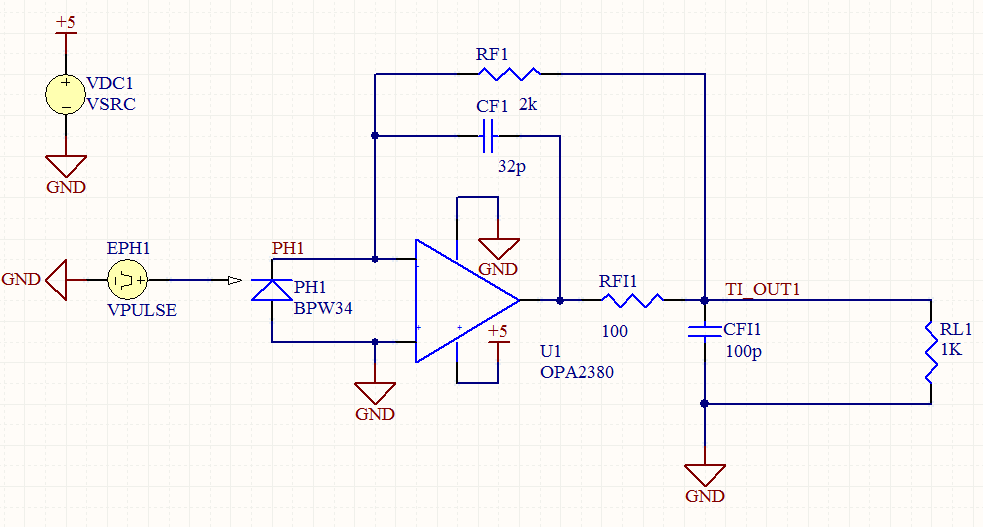 +5
VDC1
VSRC
GND
RF1
2k
CF1
32p
GND
EPH1
GND
VPULSE
PH1
PH1
BPW34
+5
U1
OPA2380
GND
RFI1
100
TI_OUT1
CFI1
100p
RL1
1K
GND